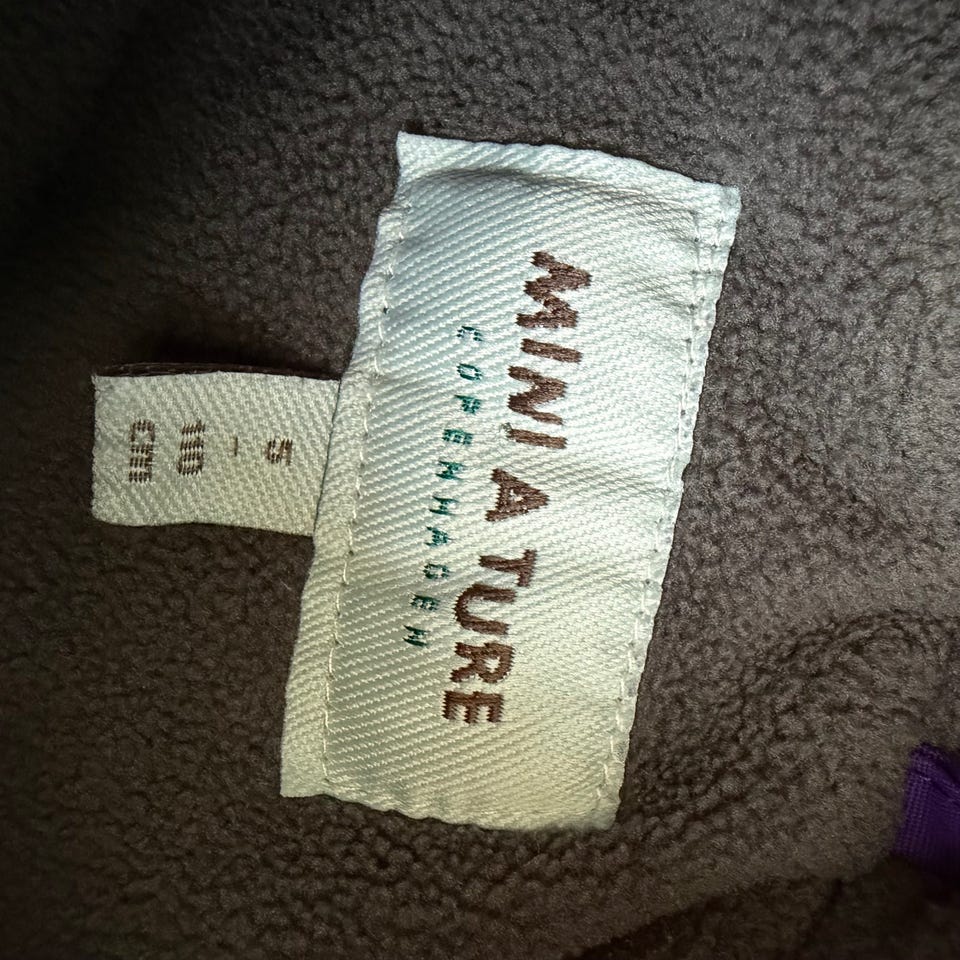 MINI A TURE
COPENHAGEN
5
-
110
cm